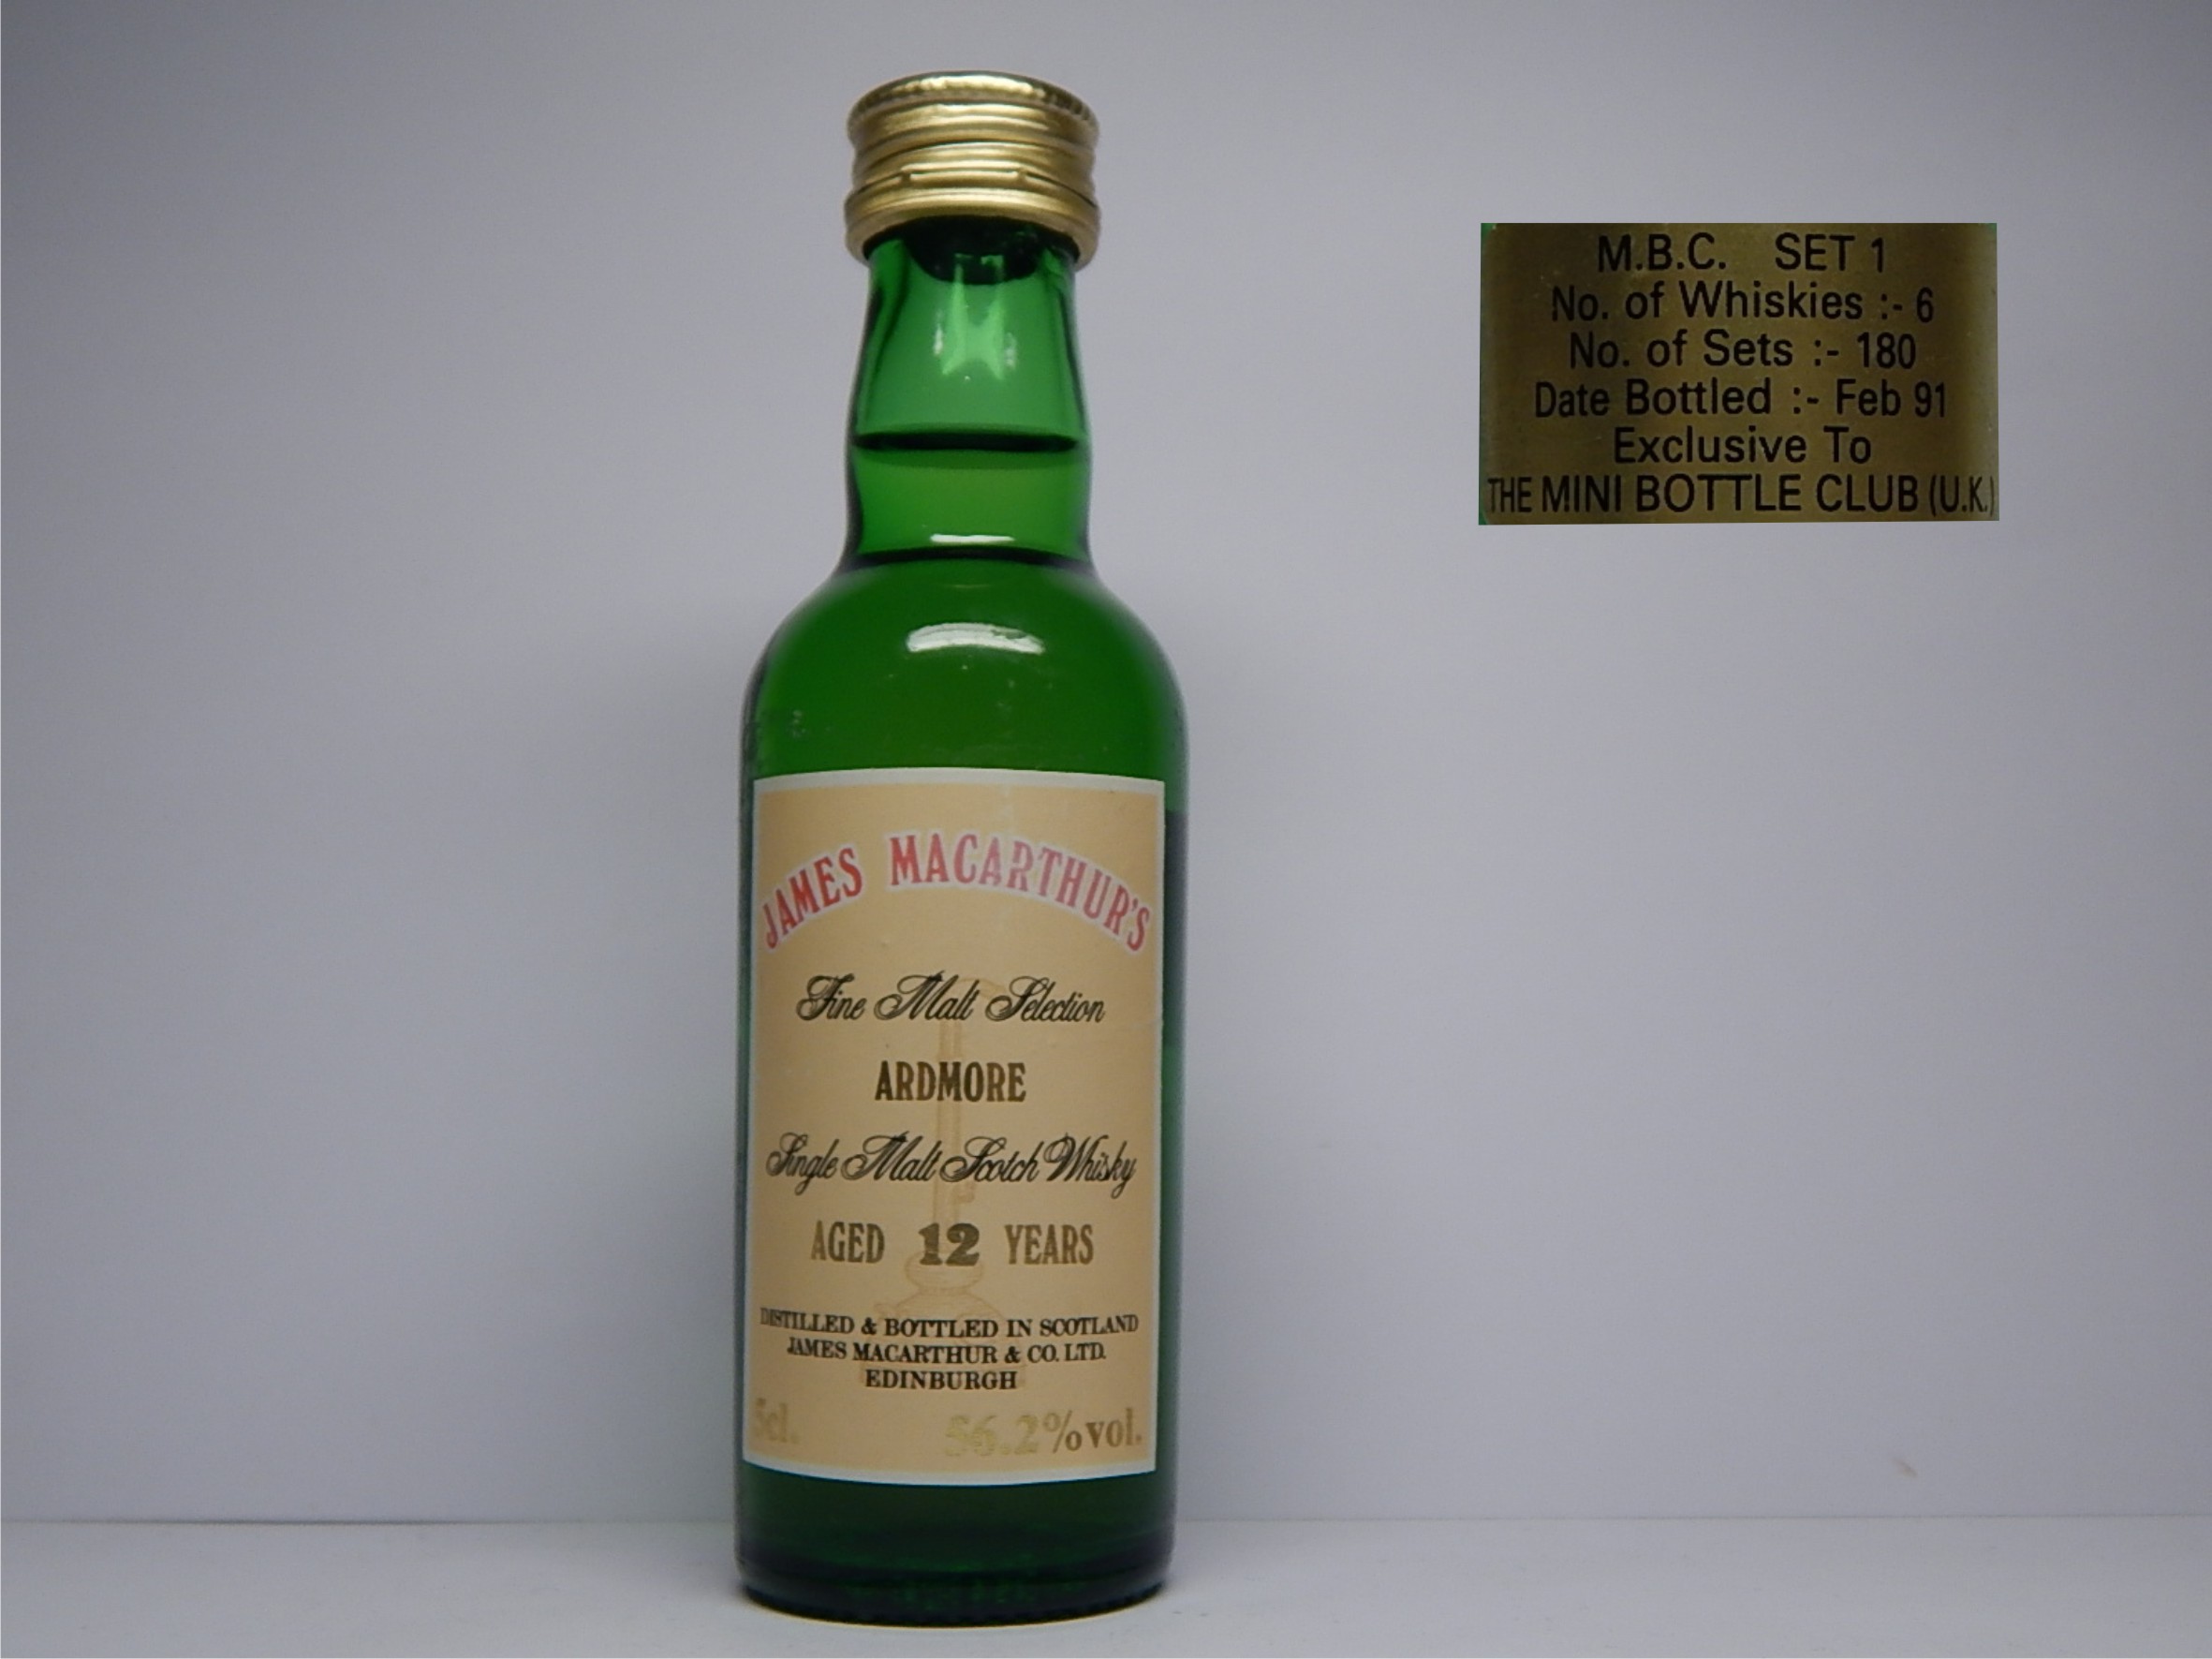 JAMES MACARTHUR'S
Fine Malt Selection
ARDMORE
Single Malt Scotch Whisky
AGED 12 YEARS
DISTILLED & BOTTLED IN SCOTLAND
JAMES MACARTHUR & CO. LTD.
EDINBURGH
5cl. 56.2%vol.
M.B.C. SET 1
No. of Whiskies :- 6
No. of Sets :- 180
Date Bottled :- Feb 91
Exclusive To
THE MINI BOTTLE CLUB (U.K.)